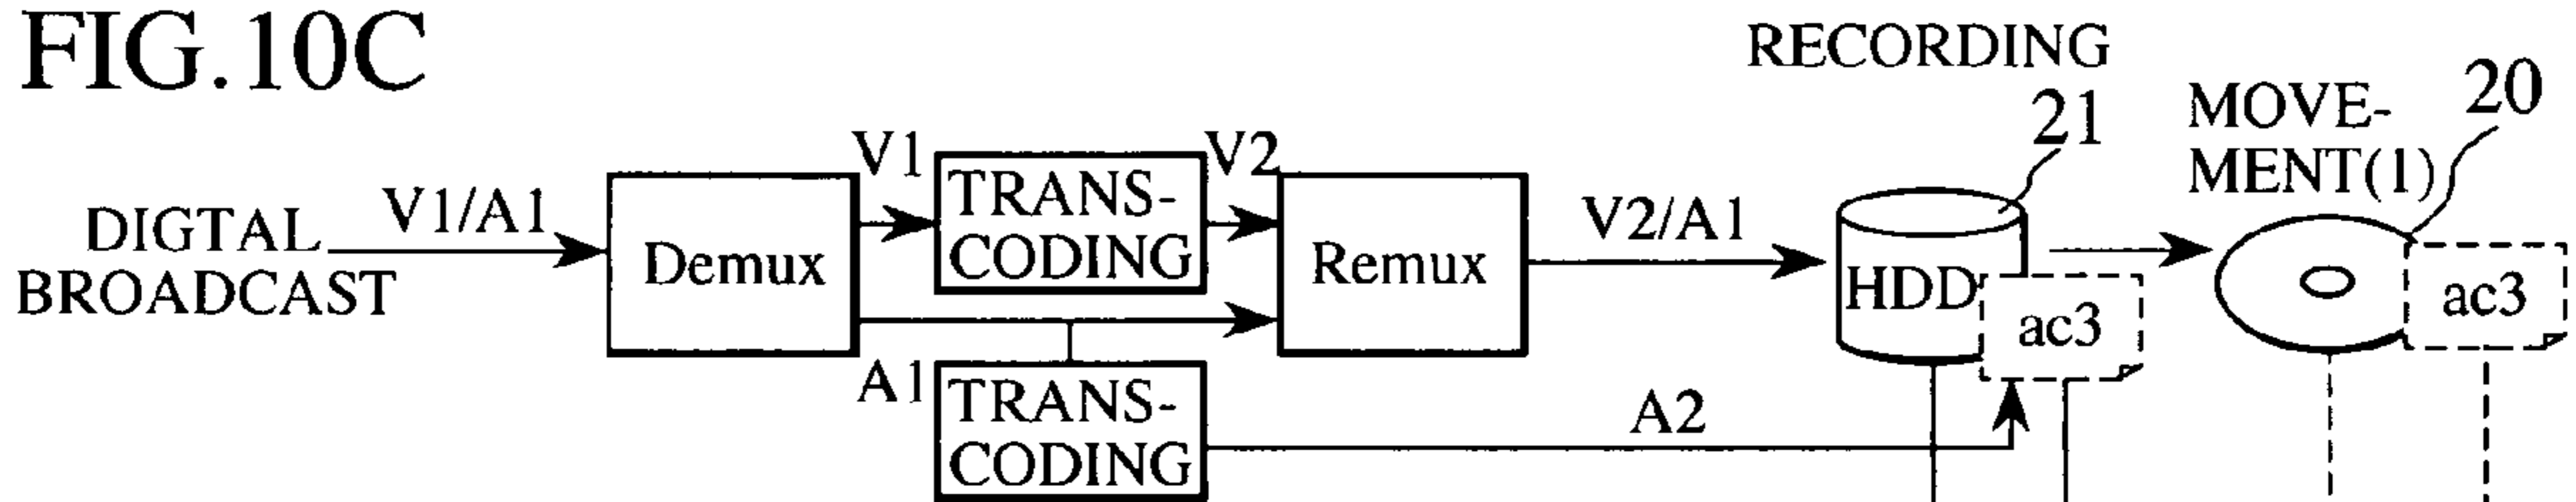 FIG.10C
RECORDING
21
MOVE-
MENT(1)
20
V1/A1
DIGTAL
BROADCAST
Demux
V1
TRANS-
CODING
V2
Remux
V2/A1
HDD
ac3
ac3
A1
TRANS-
CODING
A2